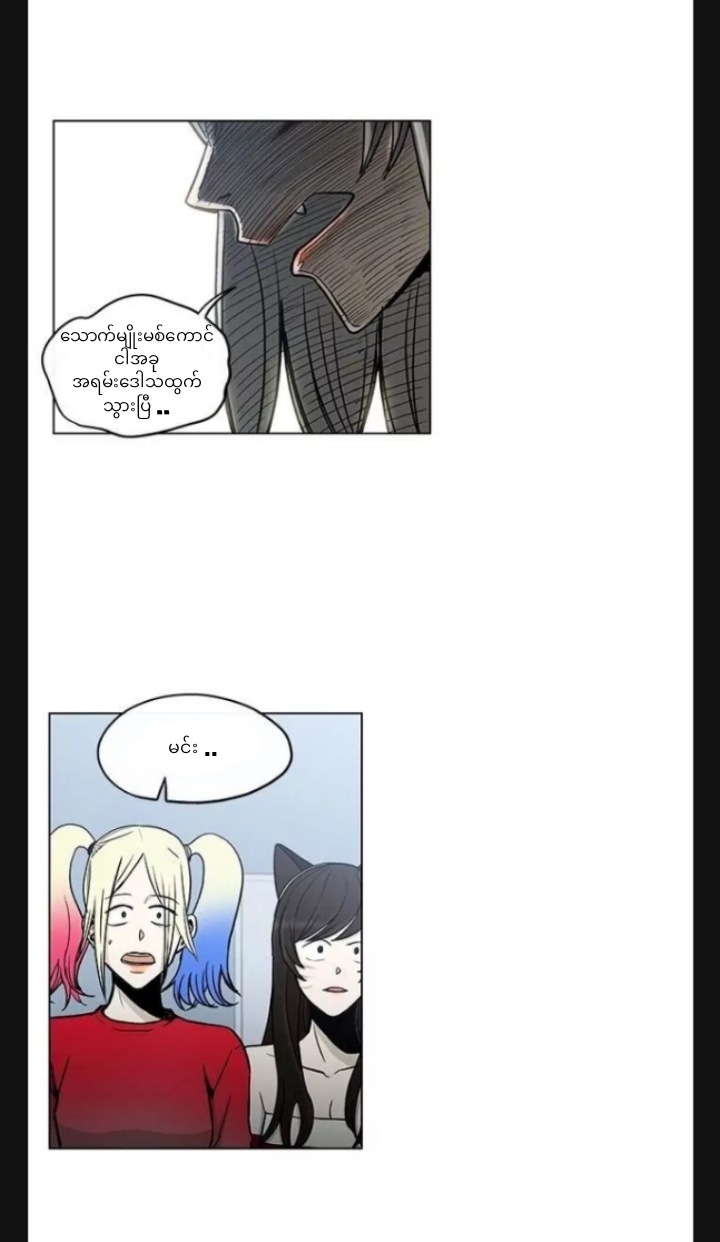 သောက်မျိုးမစ်ကောင်
ငါအခု
အရမ်းဒေါသထွက်
သွားပြီ ..
မင်း ..